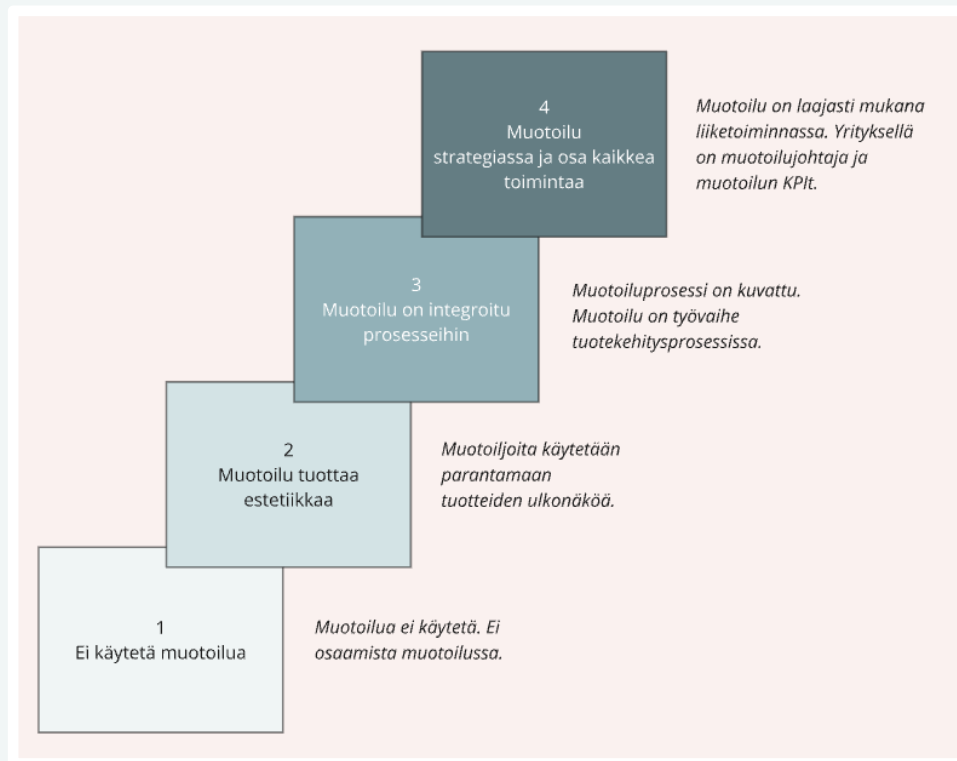 4
Muotoilu
strategiassa ja osa kaikkea
toimintaa
Muotoilu on laajasti mukana
liiketoiminnassa. Yrityksellä
on muotoilujohtaja ja
muotoilun KPIt.
3
Muotoilu on integroitu
prosesseihin
Muotoiluprosessi on kuvattu.
Muotoilu on työvaihe
tuotekehitysprosessissa.
2
Muotoilu tuottaa
estetiikkaa
Muotoiljoita käytetään
parantamaan
tuotteiden ulkonäköä.
1
Ei käytetä muotoilua
Muotoilua ei käytetä. Ei
osaamista muotoilussa.